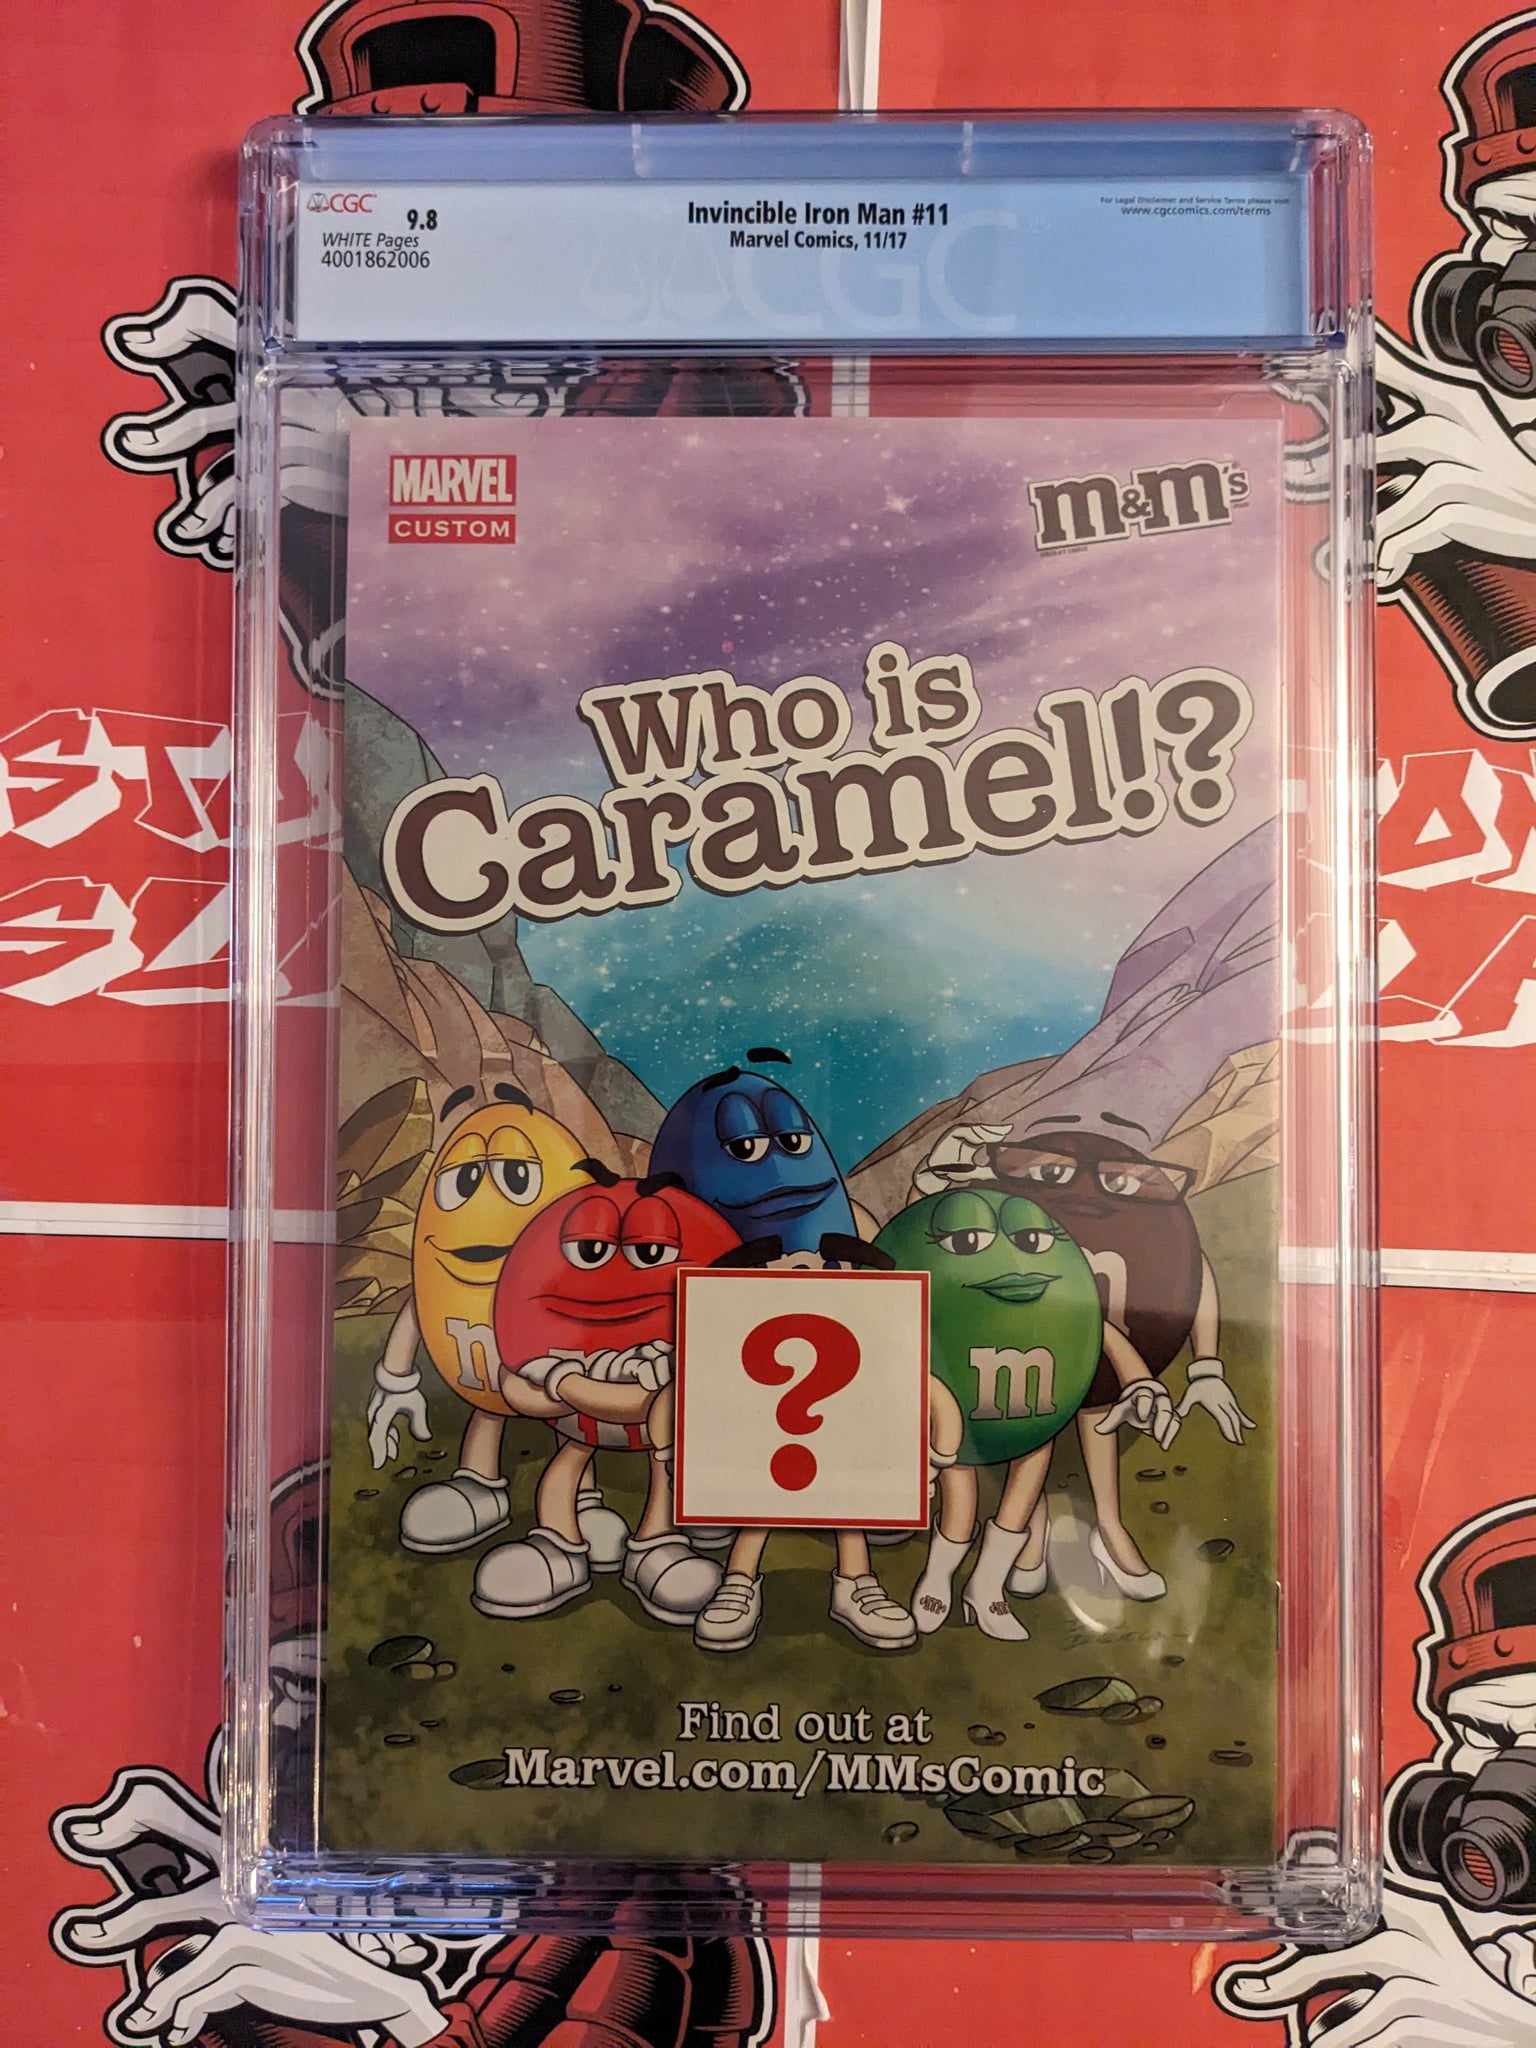 CGC
9.8
WHITE Pages
4001862006
Invincible Iron Man #11
Marvel Comics, 11/17
For Legal Disclaimer and Service Terms please visit
www.cgccomics.com/terms
CGC
MARVEL
CUSTOM
m&m's
Who is
Caramel!?
m
m
m
m
?
Find out at
Marvel.com/MMsComic